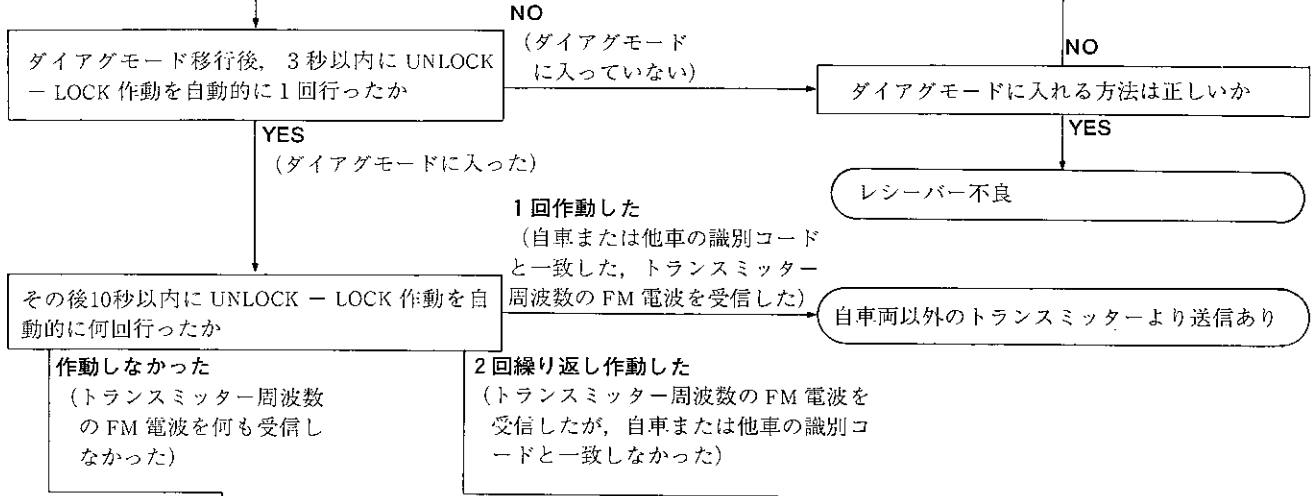 ダイアグモード移行後, 3秒以内に UNLOCK
− LOCK 作動を自動的に1回行ったか
NO
(ダイアグモード
に入っていない)
NO
ダイアグモードに入れる方法は正しいか
YES
(ダイアグモードに入った)
YES
レシーバー不良
1回作動した
(自車または他車の識別コード
と一致した, トランスミッター
周波数の FM 電波を受信した)
その後10秒以内に UNLOCK − LOCK 作動を自
動的に何回行ったか
自車両以外のトランスミッターより送信あり
作動しなかった
(トランスミッター周波数
の FM 電波を何も受信し
なかった)
2回繰り返し作動した
(トランスミッター周波数の FM 電波を
受信したが, 自車または他車の識別コ
ードと一致しなかった)